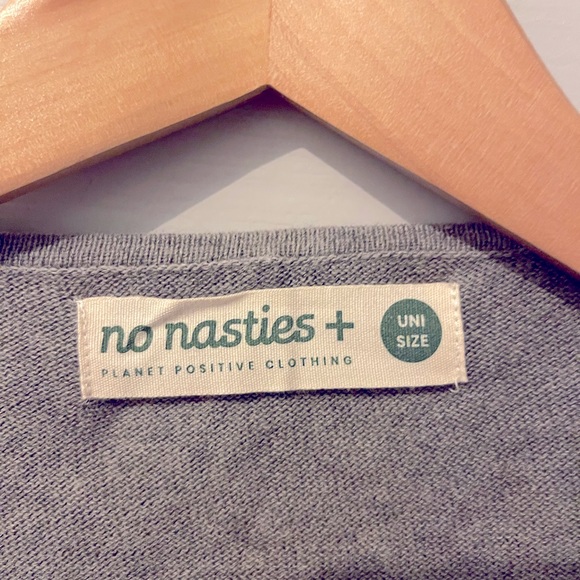 no nasties +
PLANET POSITIVE CLOTHING
UNI
SIZE